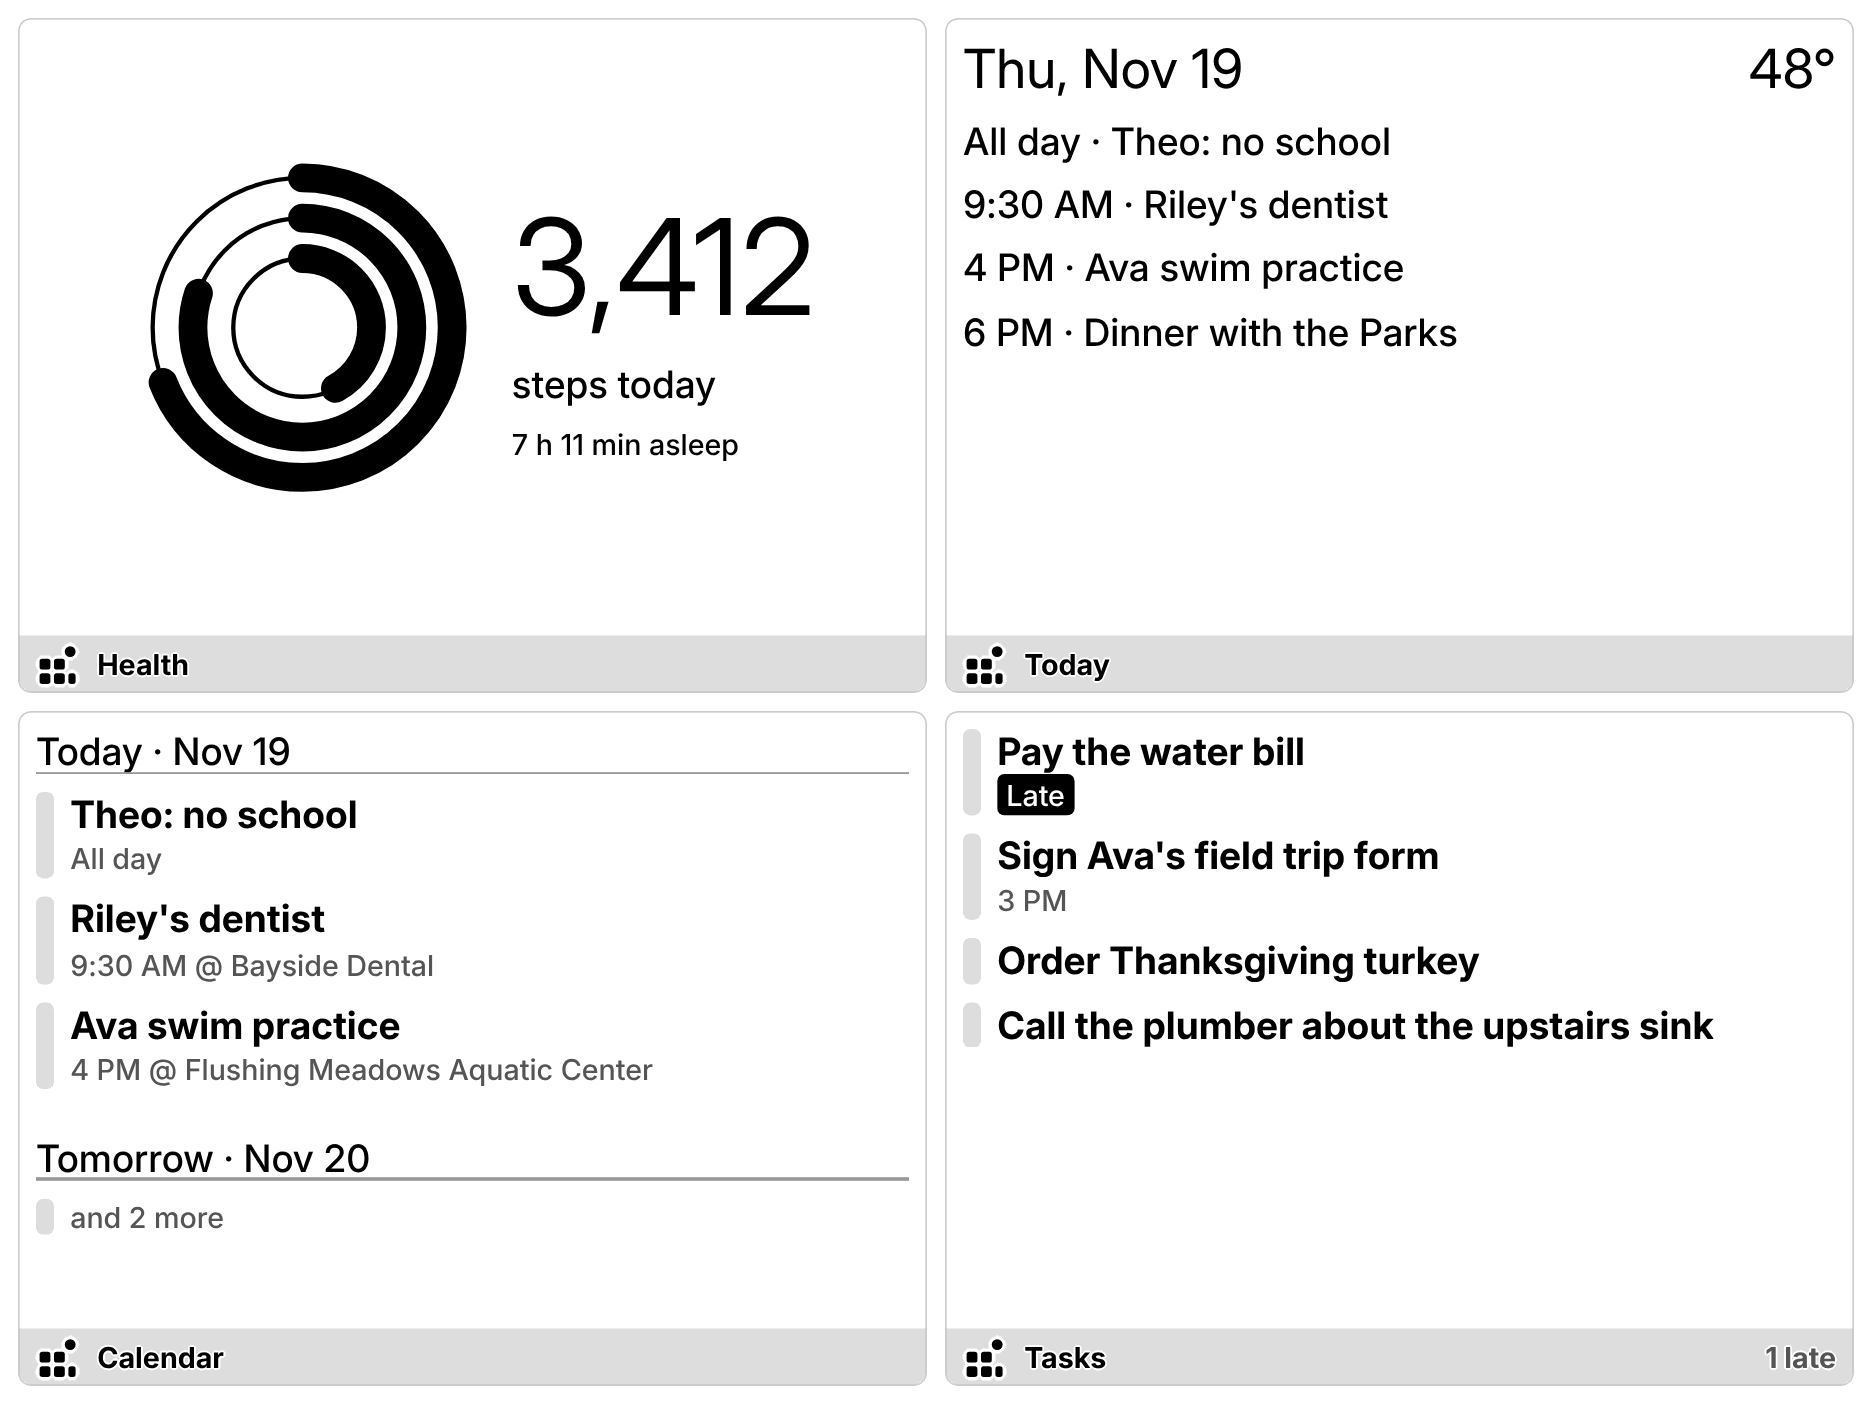 3,412
steps today
7 h 11 min asleep
Health
Thu, Nov 19
48°
All day · Theo: no school
9:30 AM · Riley's dentist
4 PM · Ava swim practice
6 PM · Dinner with the Parks
Today
Today · Nov 19
Theo: no school
All day
Riley's dentist
9:30 AM @ Bayside Dental
Ava swim practice
4 PM @ Flushing Meadows Aquatic Center
Tomorrow · Nov 20
and 2 more
Calendar
Pay the water bill
Late
Sign Ava's field trip form
3 PM
Order Thanksgiving turkey
Call the plumber about the upstairs sink
Tasks
1 late